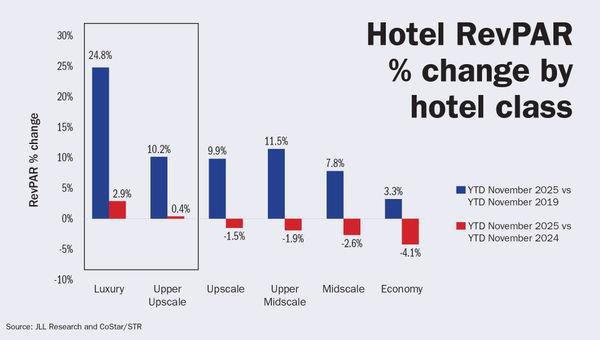 Hotel RevPAR
% change by
hotel class
RevPAR % change
30%
25%
20%
15%
10%
5%
0%
-5%
-10%
24.8%
2.9%
10.2%
0.4%
9.9%
-1.5%
11.5%
-1.9%
7.8%
-2.6%
3.3%
-4.1%
Luxury
Upper
Upscale
Upscale
Upper
Midscale
Midscale
Economy
YTD November 2025 vs
YTD November 2019
YTD November 2025 vs
YTD November 2024
Source: JLL Research and CoStar/STR